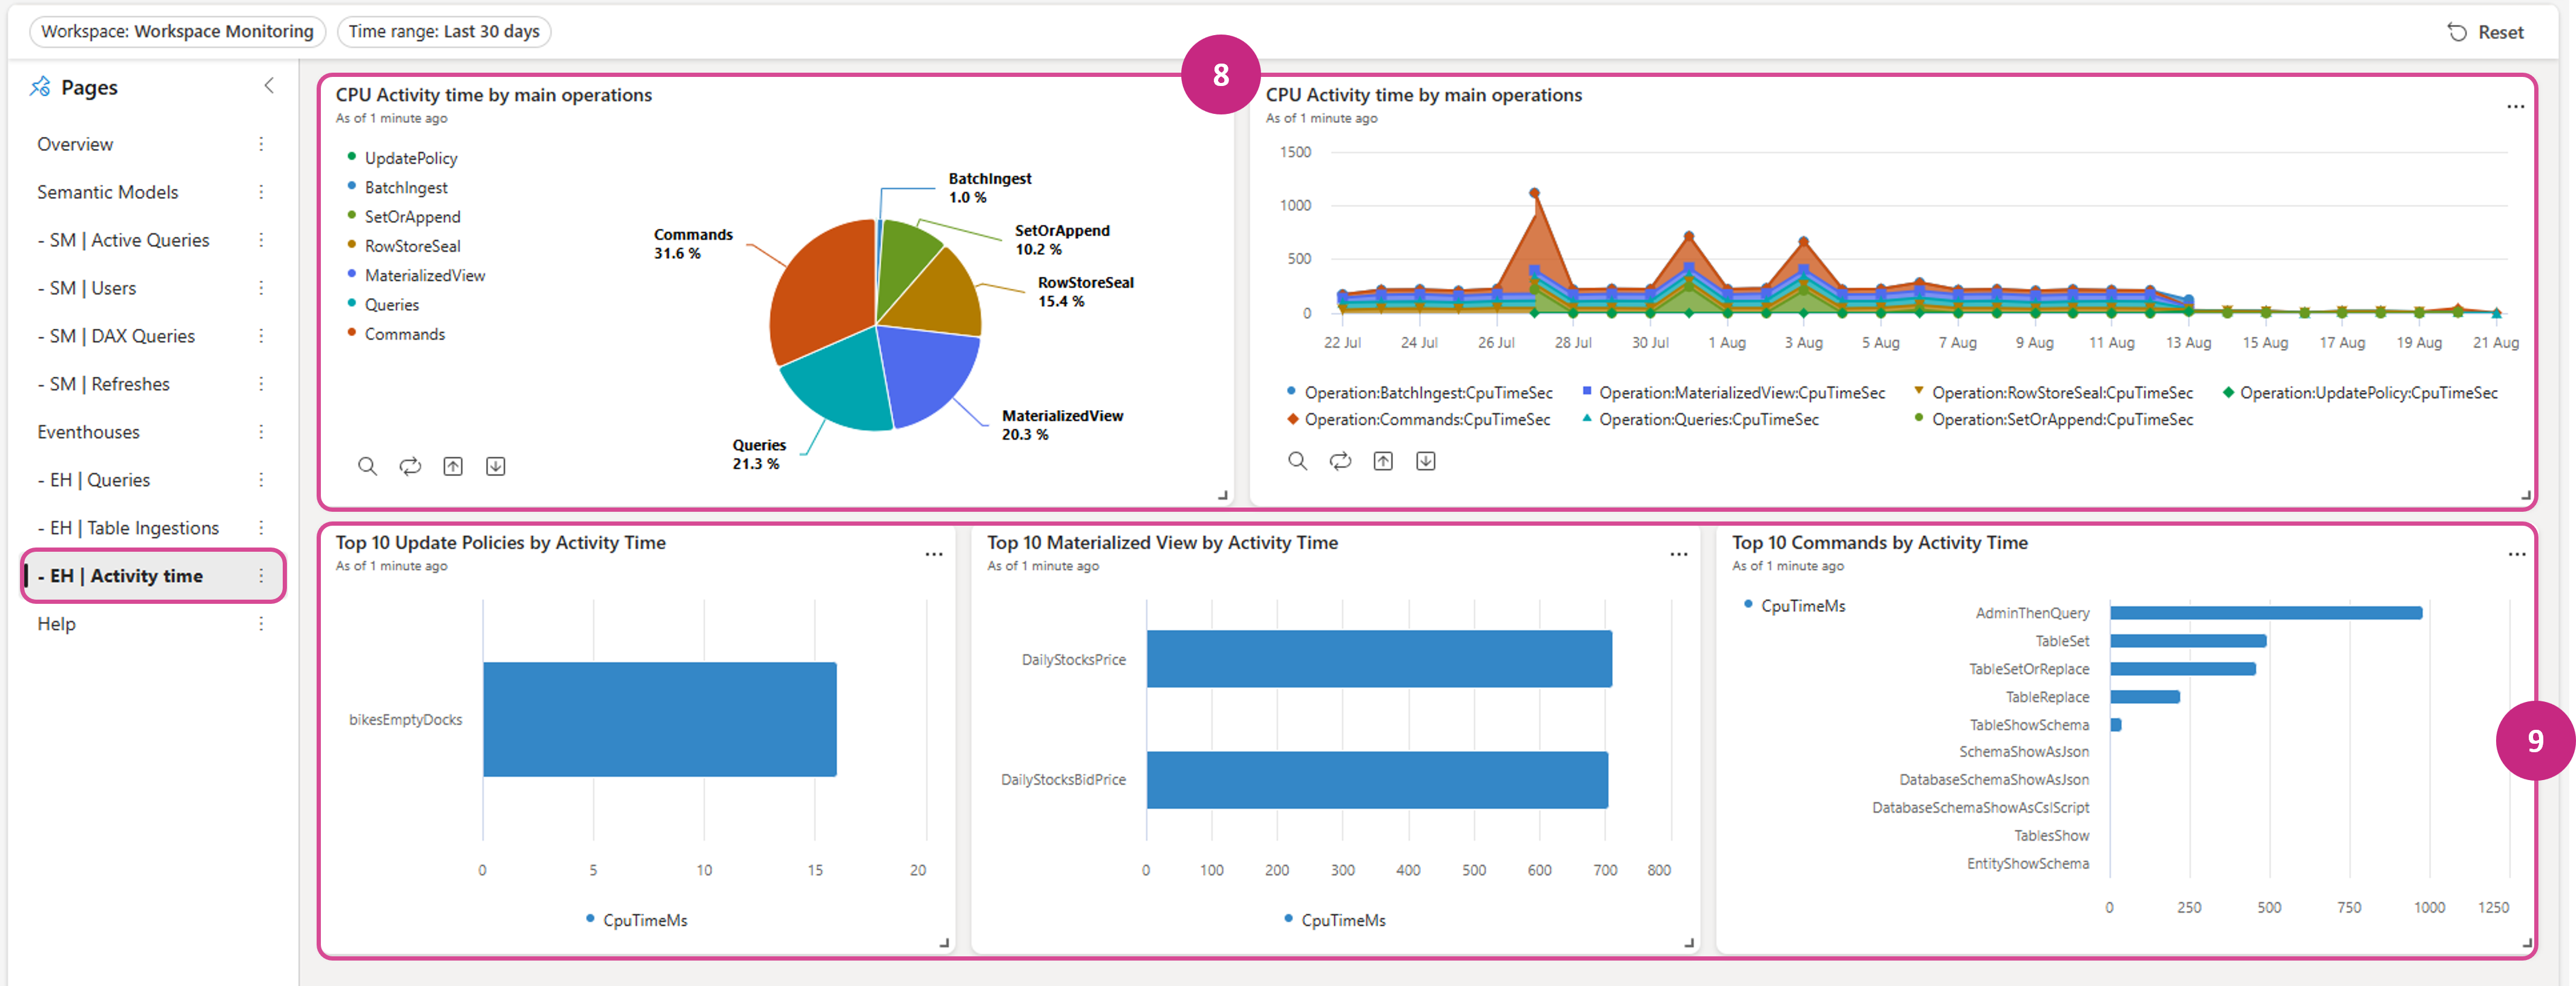 Workspace: Workspace Monitoring
Time range: Last 30 days
Reset
Pages
Overview
Semantic Models
- SM | Active Queries
- SM | Users
- SM | DAX Queries
- SM | Refreshes
Eventhouses
- EH | Queries
- EH | Table Ingestions
- EH | Activity time
Help
8
CPU Activity time by main operations
As of 1 minute ago
UpdatePolicy
BatchIngest
SetOrAppend
RowStoreSeal
MaterializedView
Queries
Commands
BatchIngest
1.0 %
SetOrAppend
10.2 %
RowStoreSeal
15.4 %
MaterializedView
20.3 %
Queries
21.3 %
Commands
31.6 %
CPU Activity time by main operations
As of 1 minute ago
1500
1000
500
0
22 Jul 24 Jul 26 Jul 28 Jul 30 Jul 1 Aug 3 Aug 5 Aug 7 Aug 9 Aug 11 Aug 13 Aug 15 Aug 17 Aug 19 Aug 21 Aug
Operation:BatchIngest:CpuTimeSec Operation:MaterializedView:CpuTimeSec Operation:RowStoreSeal:CpuTimeSec Operation:UpdatePolicy:CpuTimeSec
Operation:Commands:CpuTimeSec Operation:Queries:CpuTimeSec Operation:SetOrAppend:CpuTimeSec
Top 10 Update Policies by Activity Time
As of 1 minute ago
bikesEmptyDocks
0 5 10 15 20
CpuTimeMs
Top 10 Materialized View by Activity Time
As of 1 minute ago
DailyStocksPrice
DailyStocksBidPrice
0 100 200 300 400 500 600 700 800
CpuTimeMs
Top 10 Commands by Activity Time
As of 1 minute ago
CpuTimeMs
AdminThenQuery
TableSet
TableSetOrReplace
TableReplace
TableShowSchema
SchemaShowAsJson
DatabaseSchemaShowAsJson
DatabaseSchemaShowAsCslScript
TablesShow
EntityShowSchema
0 250 500 750 1000 1250
9